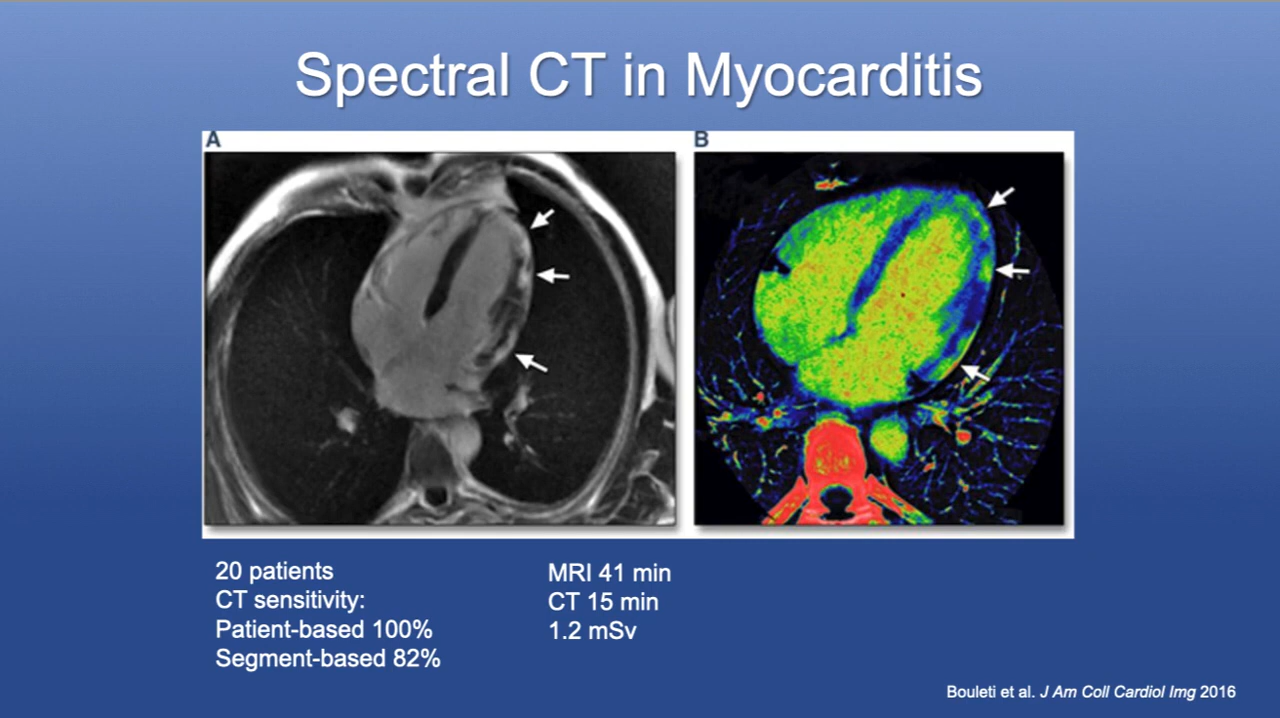 Spectral CT in Myocarditis
A
B
20 patients
CT sensitivity:
Patient-based 100%
Segment-based 82%
MRI 41 min
CT 15 min
1.2 mSv
Bouleti et al. J Am Coll Cardiol Img 2016